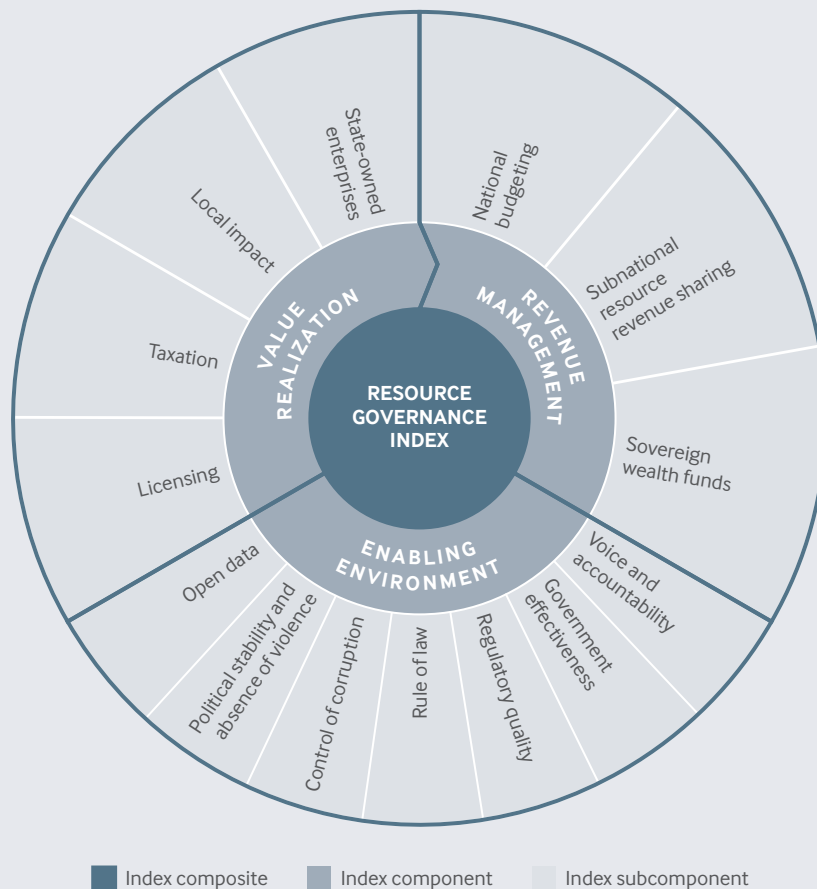 State-owned
enterprises
National
budgeting
Local impact
Subnational
resource
revenue sharing
VALUE
REALIZATION
REVENUE
MANAGEMENT
Taxation
RESOURCE
GOVERNANCE
INDEX
Sovereign
wealth funds
Licensing
ENABLING
ENVIRONMENT
Open data
Political stability and
absence of violence
Control of corruption
Rule of law
Regulatory quality
Government
effectiveness
Voice and
accountability
Index composite
Index component
Index subcomponent